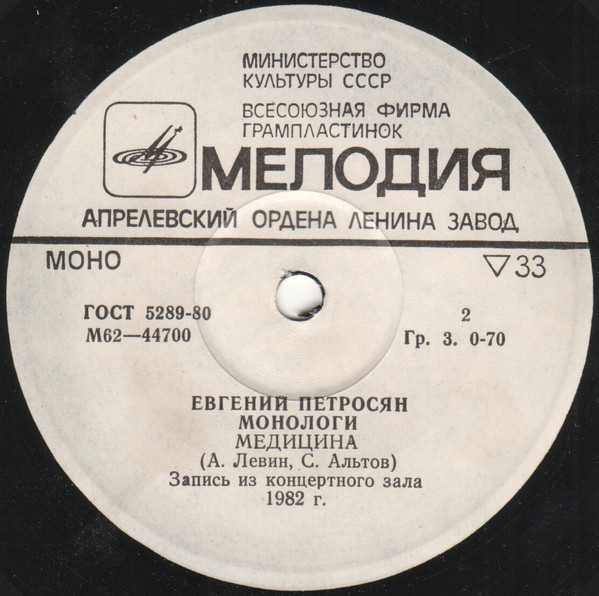 МИНИСТЕРСТВО
КУЛЬТУРЫ СССР
ВСЕСОЮЗНАЯ ФИРМА
ГРАМПЛАСТИНОК
МЕЛОДИЯ
АПРЕЛЕВСКИЙ ОРДЕНА ЛЕНИНА ЗАВОД
МОНО ▽33
ГОСТ 5289-80 2
М62—44700 Гр. 3. 0-70
ЕВГЕНИЙ ПЕТРОСЯН
МОНОЛОГИ
МЕДИЦИНА
(А. Левин, С. Альтов)
Запись из концертного зала
1982 г.